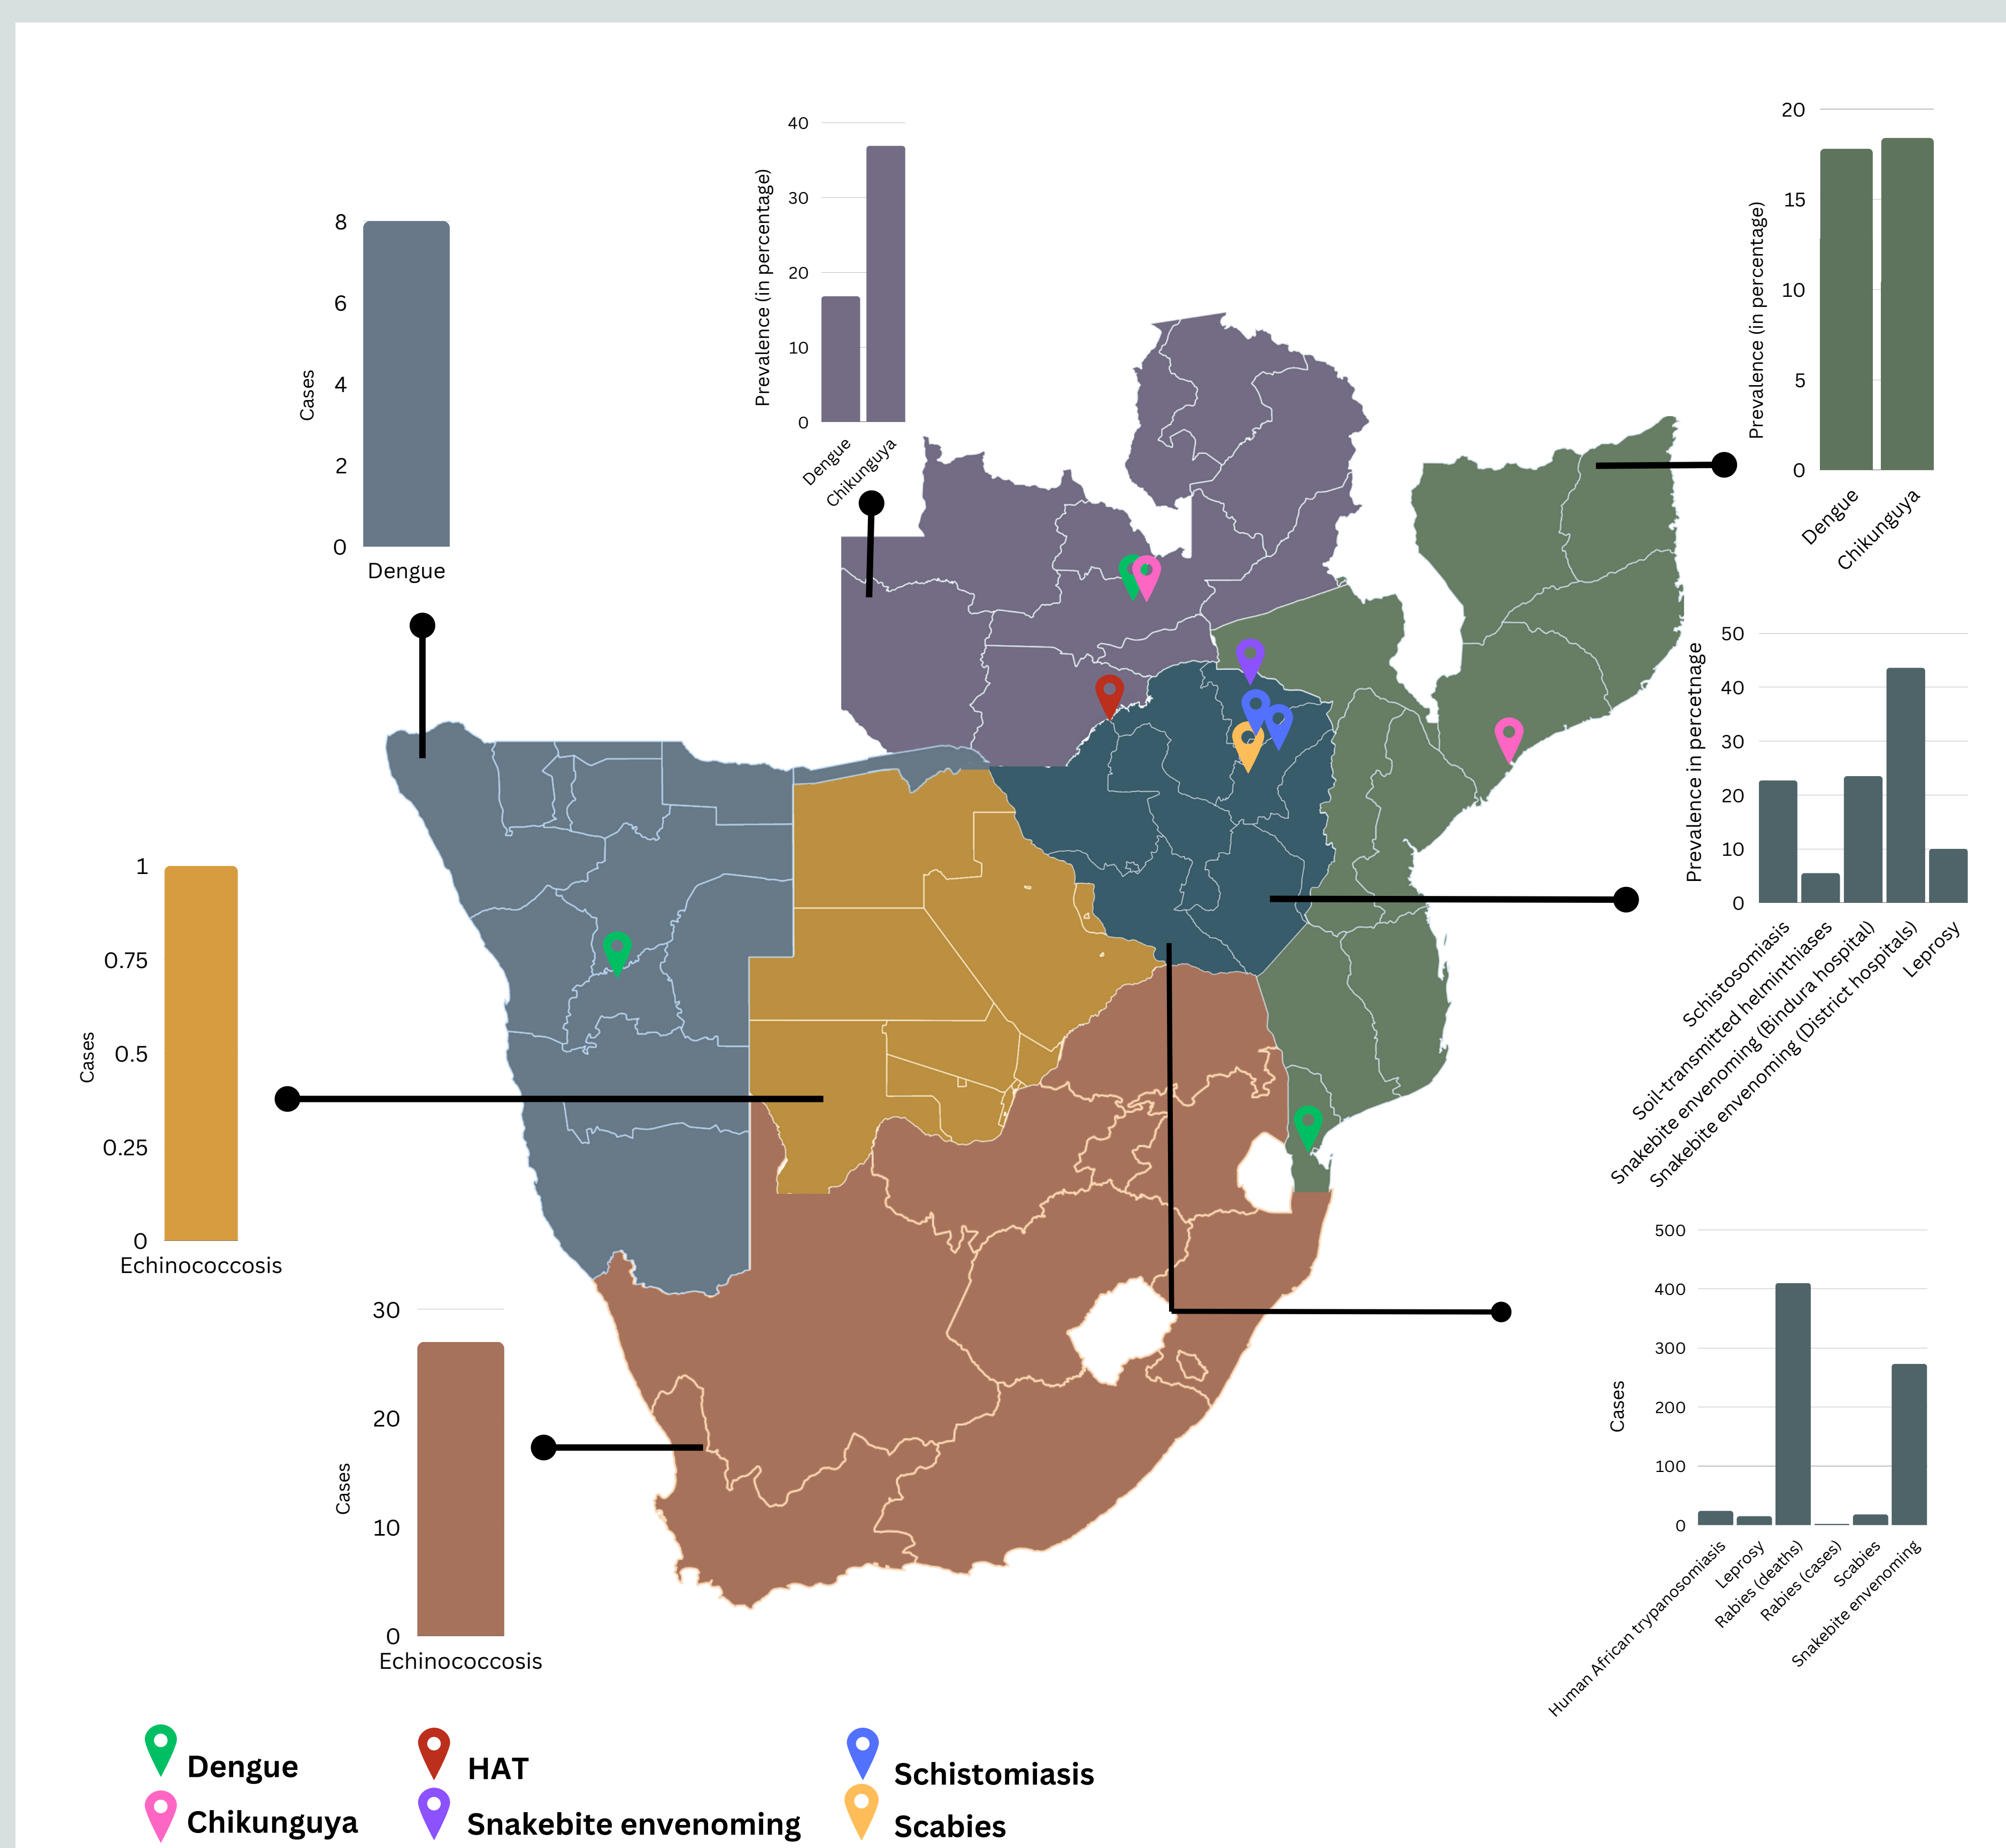 40
30
20
10
0
Prevalence (in percentage)
Dengue
Chikunguya
20
15
10
5
0
Prevalence (in percentage)
Dengue
Chikunguya
8
6
4
2
0
Cases
Dengue
50
40
30
20
10
0
Prevalence in percetnage
Schistosomiasis
Soil-transmitted helminthiases
Snakebite envenoming (Bindura hospital)
Snakebite envenoming (District hospitals)
Leprosy
1
0.75
0.5
0.25
0
Cases
Echinococcosis
500
400
300
200
100
0
Cases
Human African trypanosomiasis
Leprosy
Rabies (deaths)
Rabies (cases)
Scabies
Snakebite envenoming
30
20
10
0
Cases
Echinococcosis
Dengue
HAT
Schistomiasis
Chikunguya
Snakebite envenoming
Scabies